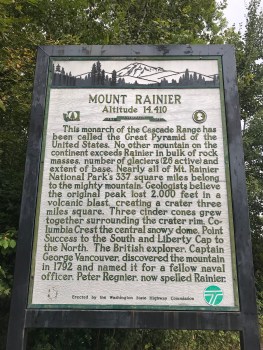 MOUNT RAINIER
Altitude 14,410
This monarch of the Cascade Range has
been called the Great Pyramid of the
United States. No other mountain on the
continent exceeds Rainier in bulk of rock
masses, number of glaciers (26 active) and
extent of base. Nearly all of Mt. Rainier
National Park's 337 square miles belong
to the mighty mountain. Geologists believe
the original peak lost 2,000 feet in a
volcanic blast, creating a crater three
miles square. Three cinder cones grew
together surrounding the crater rim, Co-
lumbia Crest the central snowy dome, Point
Success to the South and Liberty Cap to
the North. The British explorer, Captain
George Vancouver, discovered the mountain
in 1792 and named it for a fellow naval
officer, Peter Regnier, now spelled Rainier.
Erected by the Washington State Highway Commission